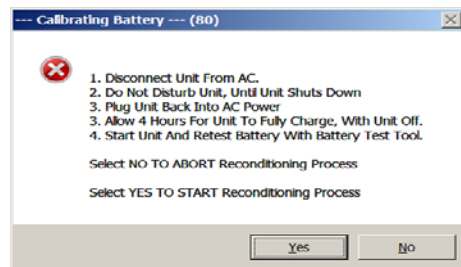 --- Calibrating Battery --- (80)
1. Disconnect Unit From AC.
2. Do Not Disturb Unit, Until Unit Shuts Down
3. Plug Unit Back Into AC Power
3. Allow 4 Hours For Unit To Fully Charge, With Unit Off.
4. Start Unit And Retest Battery With Battery Test Tool.
Select NO TO ABORT Reconditioning Process
Select YES TO START Reconditioning Process
Yes No